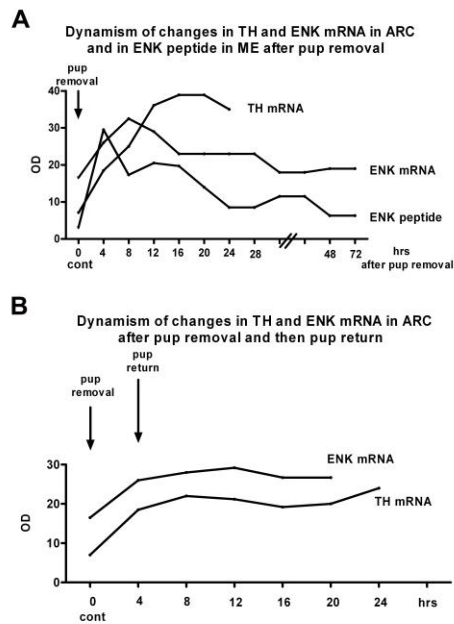 A
Dynamism of changes in TH and ENK mRNA in ARC
and in ENK peptide in ME after pup removal
pup
removal
40
30
20
10
0
OD
TH mRNA
ENK mRNA
ENK peptide
0 4 8 12 16 20 24 28 48 72 hrs
cont after pup removal
B
Dynamism of changes in TH and ENK mRNA in ARC
after pup removal and then pup return
pup
removal
pup
return
30
20
10
0
OD
ENK mRNA
TH mRNA
0 4 8 12 16 20 24 hrs
cont